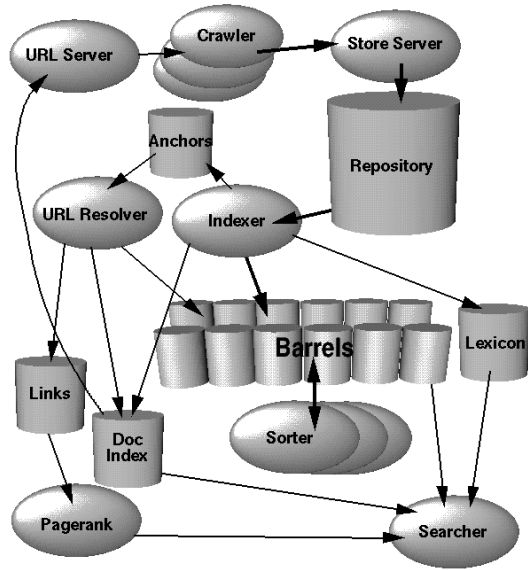 Crawler
URL Server
Store Server
Anchors
Repository
URL Resolver
Indexer
Barrels
Lexicon
Links
Doc
Index
Sorter
Pagerank
Searcher